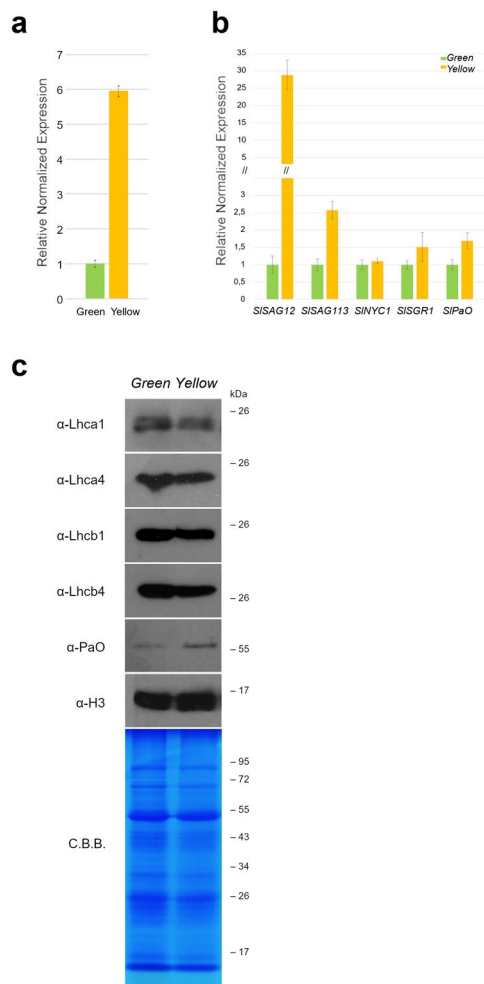 a
Relative Normalized Expression
7
6
5
4
3
2
1
0
Green Yellow
b
Relative Normalized Expression
Green
Yellow
35
30
25
20
15
10
5
//
//
2,5
2
1,5
1
0,5
0
SlSAG12 SlSAG113 SlNYC1 SlSGR1 SlPaO
c
Green Yellow
kDa
α-Lhca1
– 26
α-Lhca4
– 26
α-Lhcb1
– 26
α-Lhcb4
– 26
α-PaO
– 55
α-H3
– 17
C.B.B.
– 95
– 72
– 55
– 43
– 34
– 26
– 17